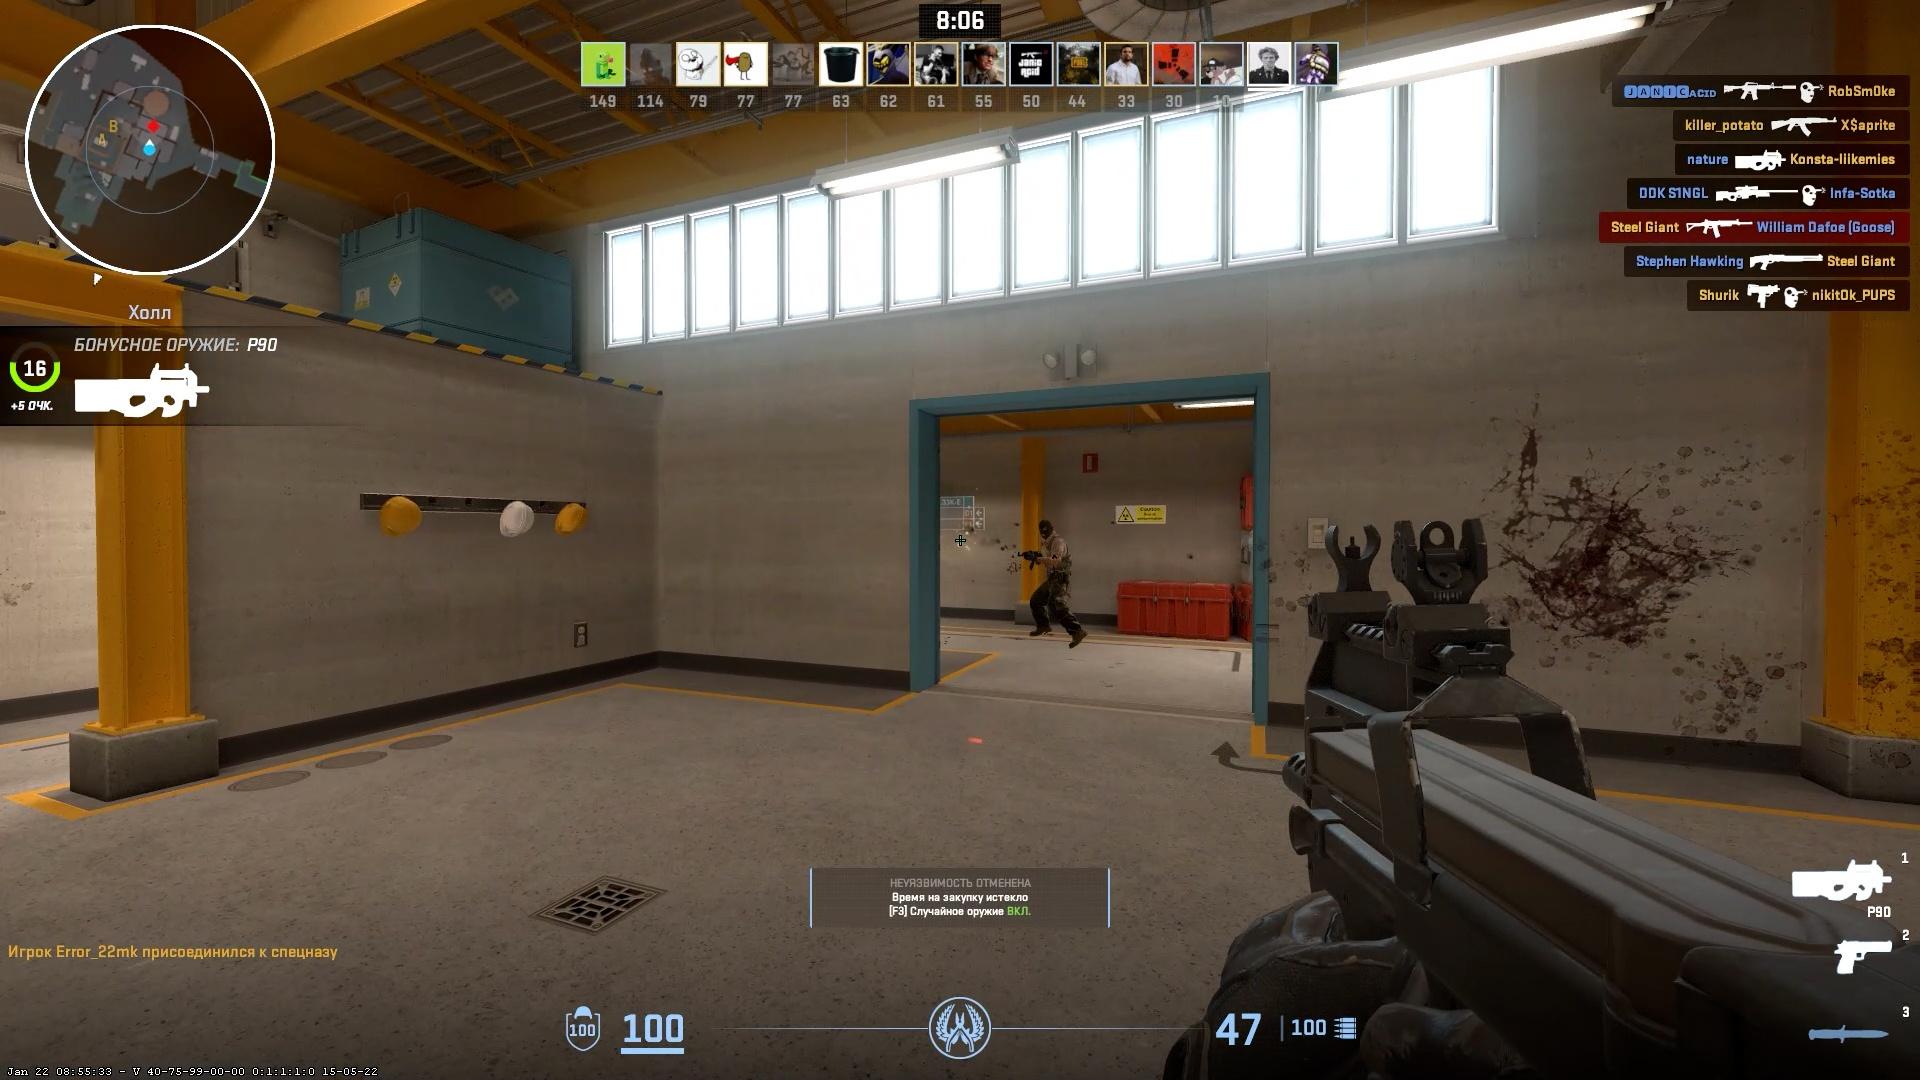 8:06
149 114 79 77 77 63 62 61 55 50 44 33 30 10
JANIC ACID RobSm0ke
killer_potato X$aprite
nature Konsta-liikemies
DDK S1NGL Infa-Sotka
Steel Giant William Dafoe (Goose)
Stephen Hawking Steel Giant
Shurik nikit0k_PUPS
B
A
Холл
БОНУСНОЕ ОРУЖИЕ: P90
16
+5 ОЧК.
Caution
НЕУЯЗВИМОСТЬ ОТМЕНЕНА
Время на закупку истекло
[F3] Случайное оружие ВКЛ.
1
P90
2
3
Игрок Error_22mk присоединился к спецназу
100 100 47 | 100
Jan 22 08:55:33 - V 40-75-99-00-00 0:1:1:1:0 15-05-22